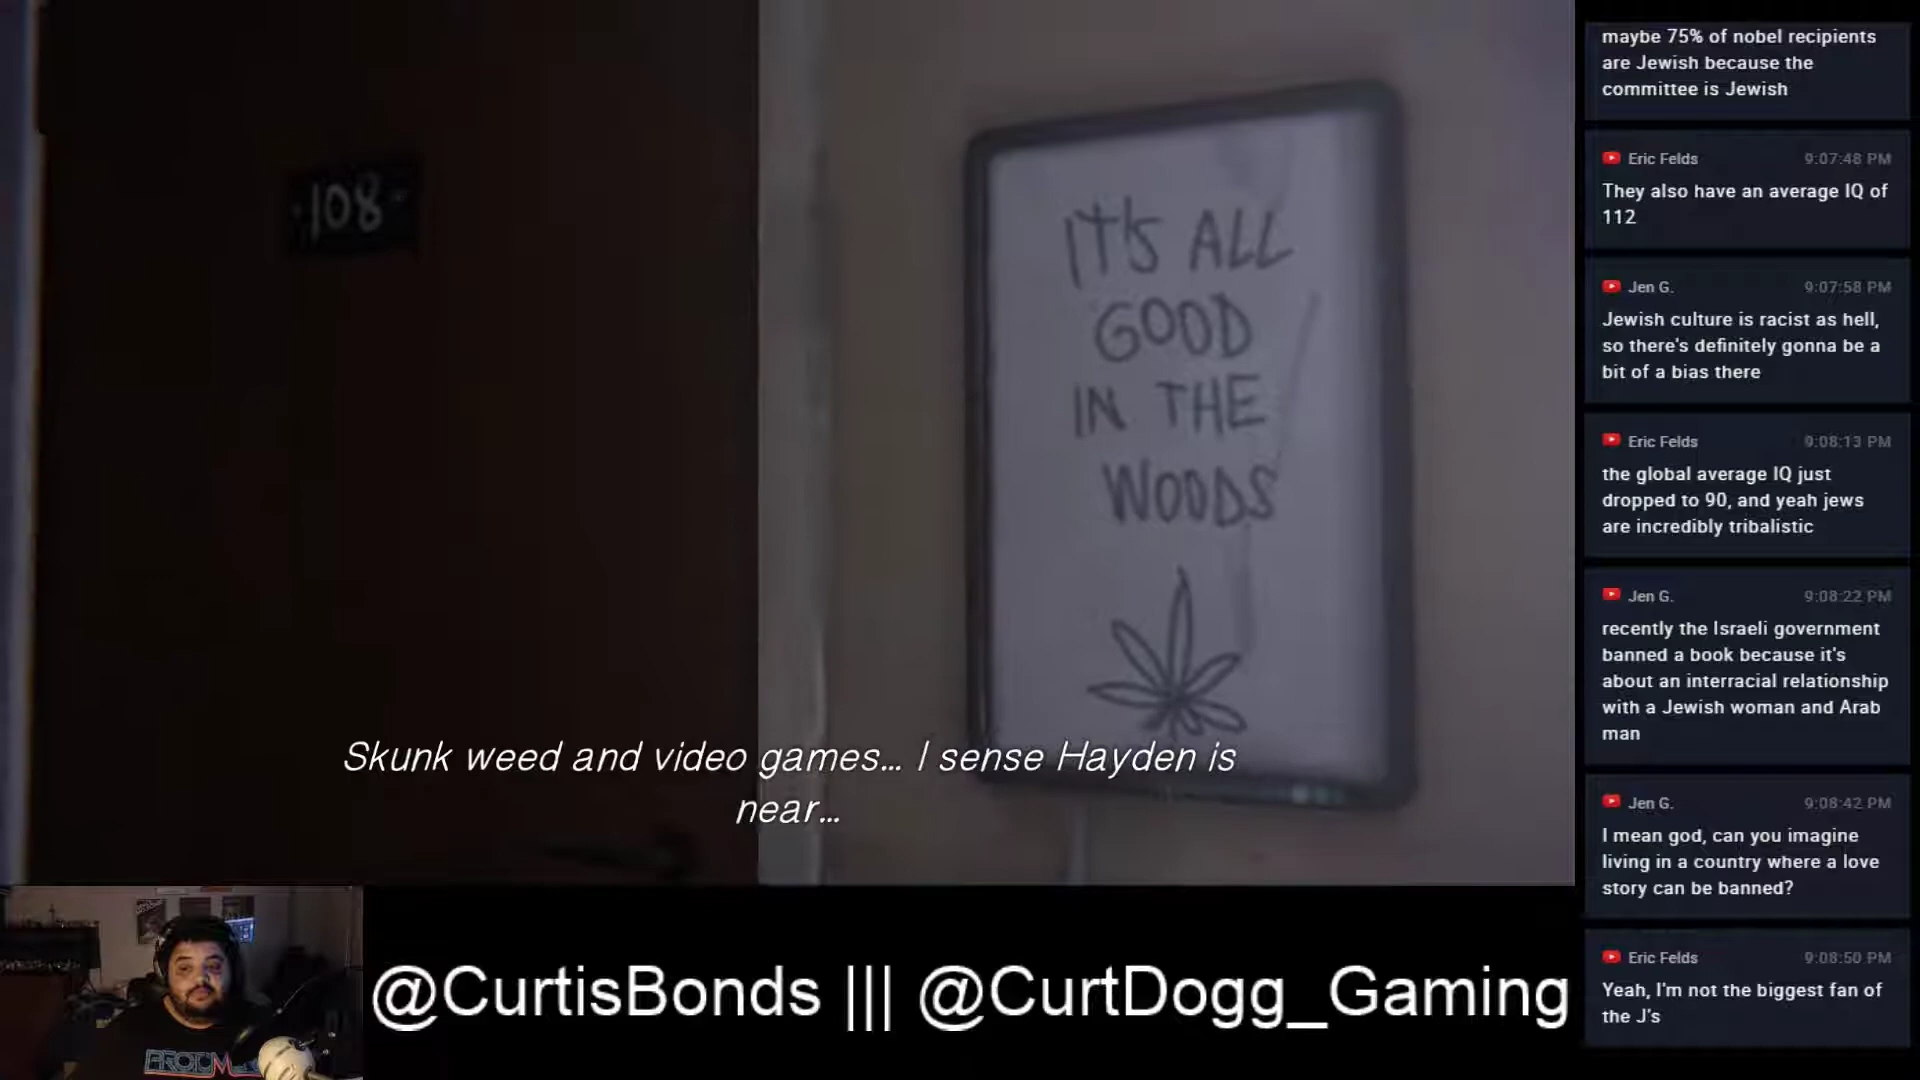 108
IT'S ALL
GOOD
IN THE
WOODS
Skunk weed and video games... I sense Hayden is
near...
@CurtisBonds ||| @CurtDogg_Gaming
maybe 75% of nobel recipients
are Jewish because the
committee is Jewish
Eric Felds 9:07:48 PM
They also have an average IQ of
112
Jen G. 9:07:58 PM
Jewish culture is racist as hell,
so there's definitely gonna be a
bit of a bias there
Eric Felds 9:08:13 PM
the global average IQ just
dropped to 90, and yeah jews
are incredibly tribalistic
Jen G. 9:08:22 PM
recently the Israeli government
banned a book because it's
about an interracial relationship
with a Jewish woman and Arab
man
Jen G. 9:08:42 PM
I mean god, can you imagine
living in a country where a love
story can be banned?
Eric Felds 9:08:50 PM
Yeah, I'm not the biggest fan of
the J's